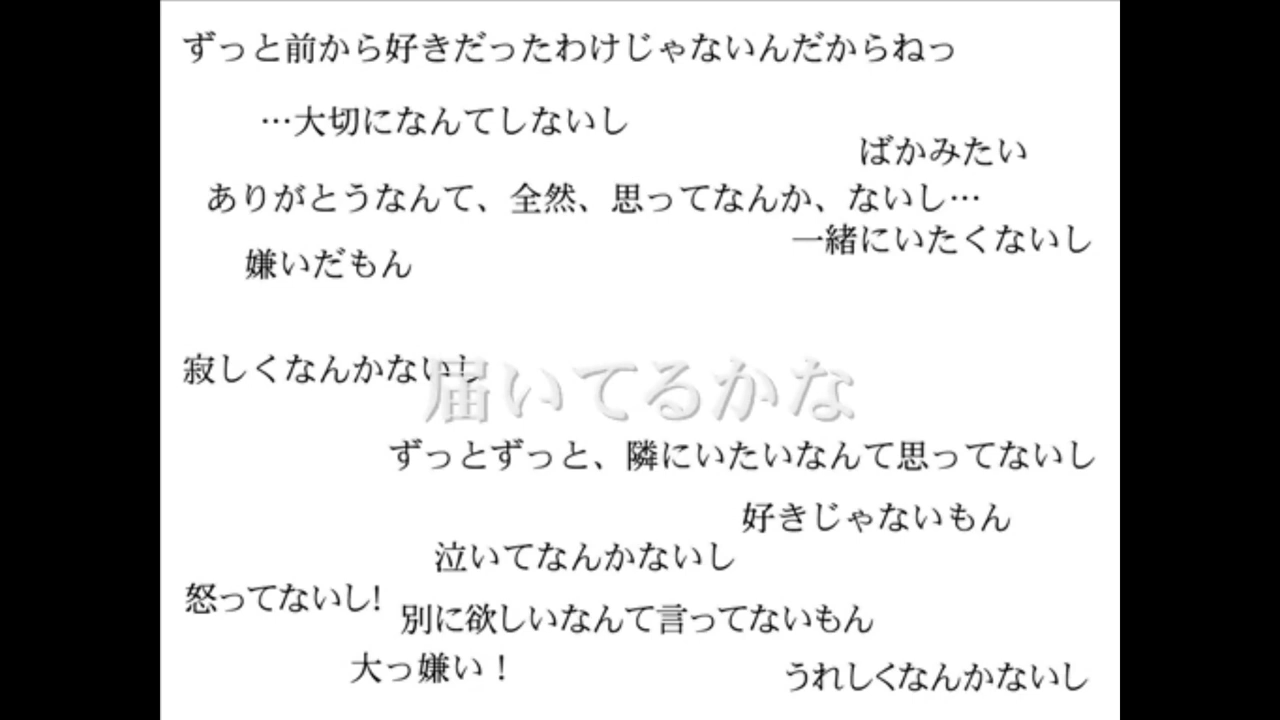 ずっと前から好きだったわけじゃないんだからねっ
…大切になんてしないし
ばかみたい
ありがとうなんて、全然、思ってなんか、ないし…
一緒にいたくないし
嫌いだもん
寂しくなんかないし
届いてるかな
ずっとずっと、隣にいたいなんて思ってないし
好きじゃないもん
泣いてなんかないし
怒ってないし!
別に欲しいなんて言ってないもん
大っ嫌い！
うれしくなんかないし